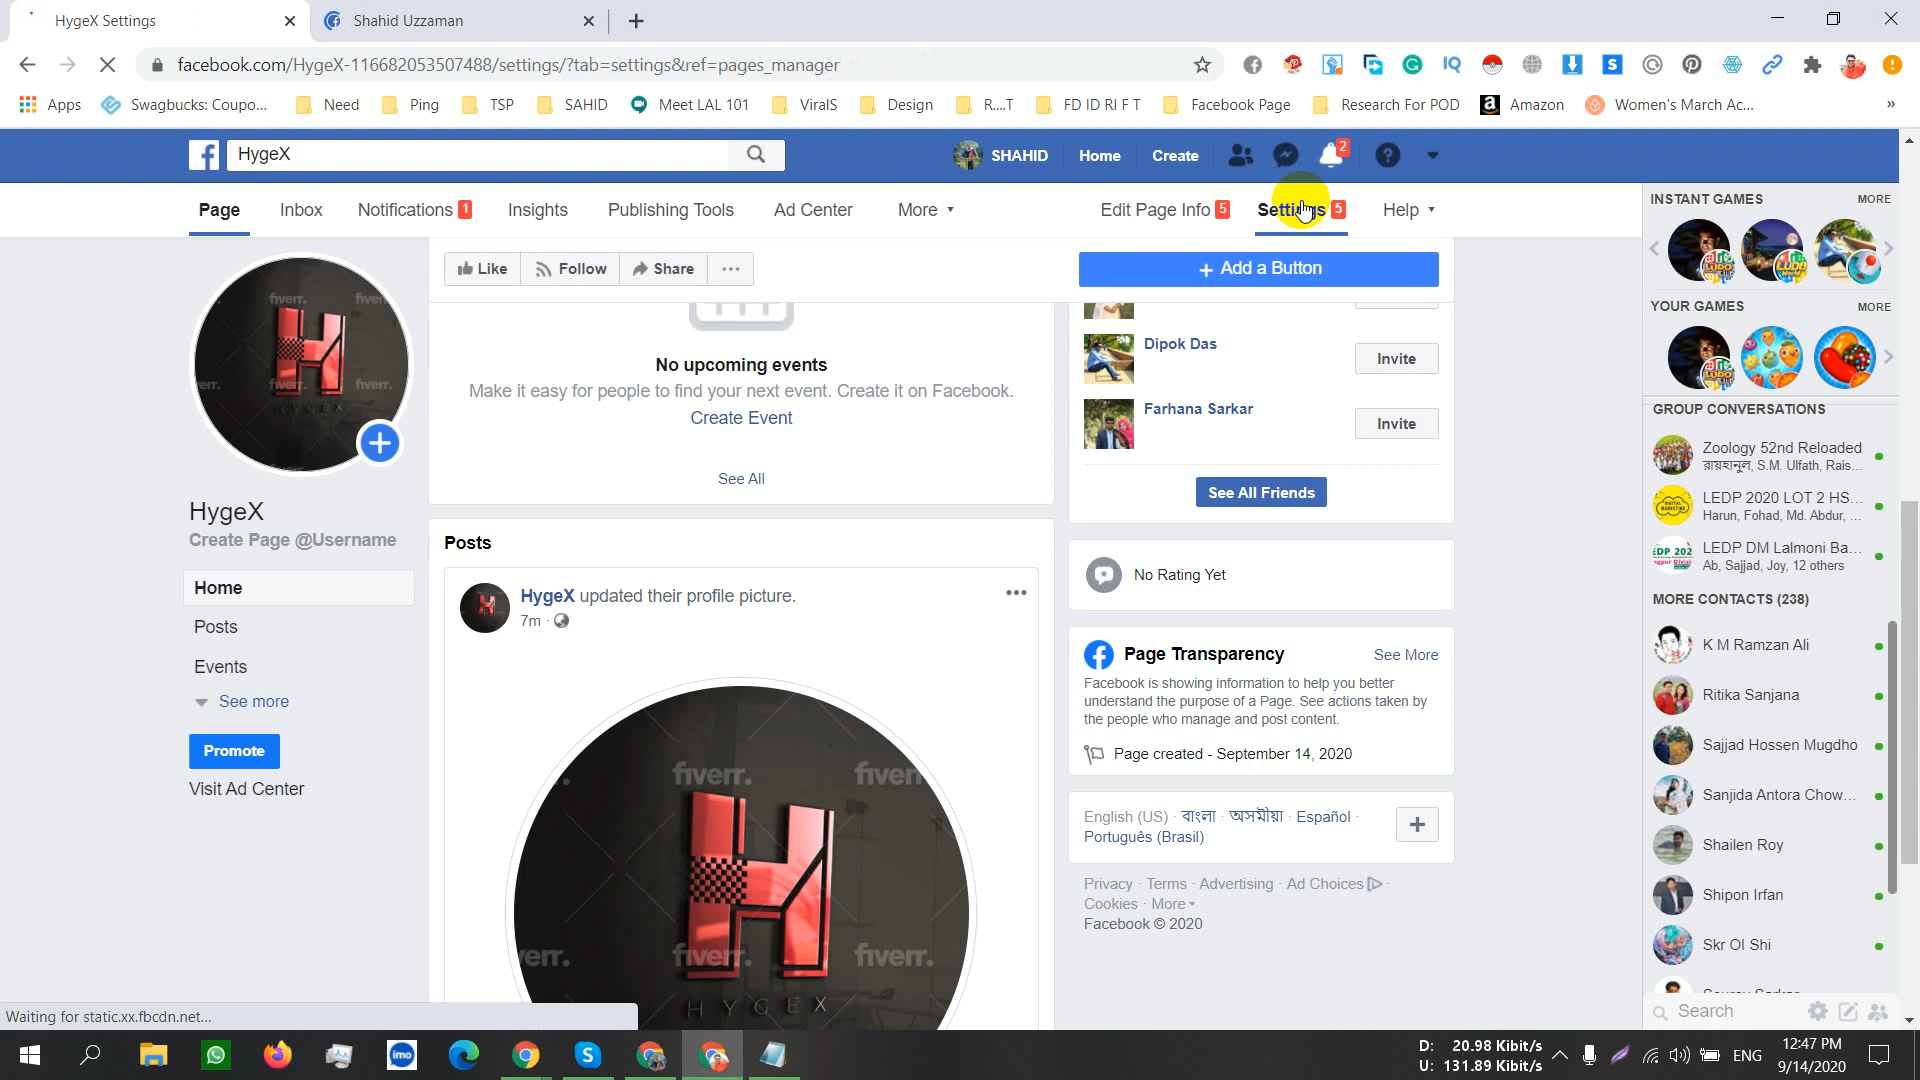 HygeX Settings
Shahid Uzzaman
facebook.com/HygeX-116682053507488/settings/?tab=settings&ref=pages_manager
Apps
Swagbucks: Coupo...
Need
Ping
TSP
SAHID
Meet LAL 101
ViralS
Design
R....T
FD ID RI F T
Facebook Page
Research For POD
Amazon
Women's March Ac...
HygeX
SHAHID
Home
Create
2
Page
Inbox
Notifications 1
Insights
Publishing Tools
Ad Center
More
Edit Page Info 5
Settings 5
Help
Like
Follow
Share
+ Add a Button
fiverr.
HYGEX
HygeX
Create Page @Username
Home
Posts
Events
See more
Promote
Visit Ad Center
No upcoming events
Make it easy for people to find your next event. Create it on Facebook.
Create Event
See All
Posts
HygeX updated their profile picture.
7m
fiverr.
HYGEX
Dipok Das
Invite
Farhana Sarkar
Invite
See All Friends
No Rating Yet
Page Transparency
See More
Facebook is showing information to help you better
understand the purpose of a Page. See actions taken by
the people who manage and post content.
Page created - September 14, 2020
English (US) · বাংলা · অসমীয়া · Español ·
Português (Brasil)
Privacy · Terms · Advertising · Ad Choices ·
Cookies · More
Facebook © 2020
INSTANT GAMES
MORE
YOUR GAMES
MORE
GROUP CONVERSATIONS
Zoology 52nd Reloaded
রায়হানুল, S.M. Ulfath, Rais...
LEDP 2020 LOT 2 HS...
Harun, Fohad, Md. Abdur, ...
LEDP DM Lalmoni Ba...
Ab, Sajjad, Joy, 12 others
MORE CONTACTS (238)
K M Ramzan Ali
Ritika Sanjana
Sajjad Hossen Mugdho
Sanjida Antora Chow...
Shailen Roy
Shipon Irfan
Skr Ol Shi
Search
Waiting for static.xx.fbcdn.net...
imo
D: 20.98 Kibit/s
U: 131.89 Kibit/s
ENG
12:47 PM
9/14/2020